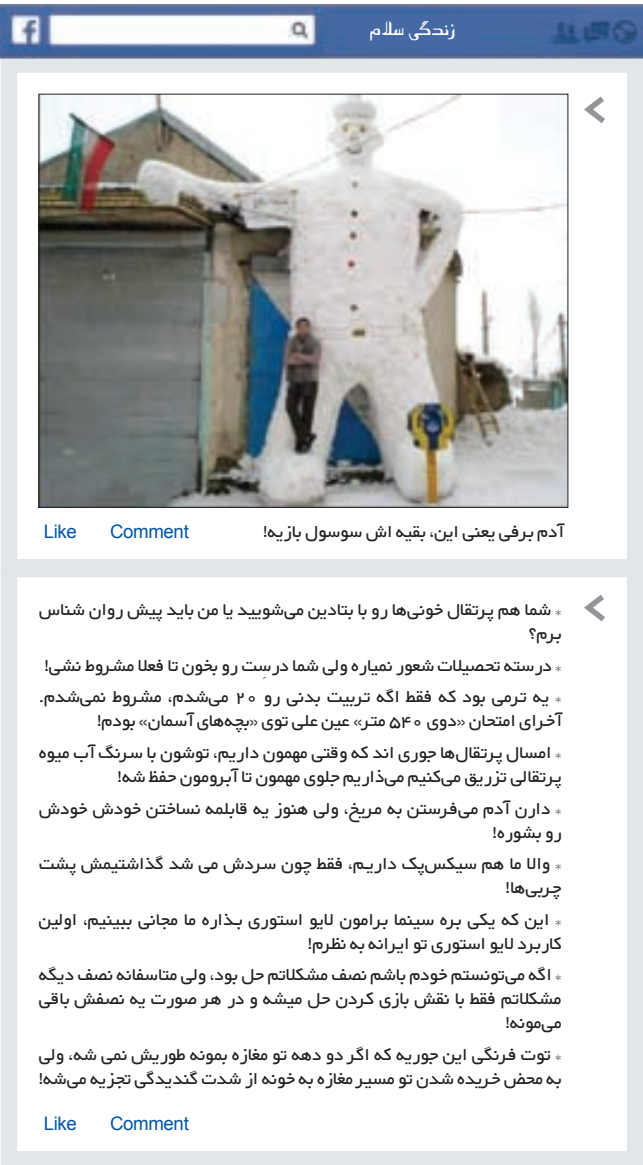 f
زندگی سلام
آدم برفی یعنی این، بقیه اش سوسول بازیه!
Like Comment
* شما هم پرتقال خونی‌ها رو با بتادین می‌شویید یا من باید پیش روان شناس
برم؟
* درسته تحصیلات شعور نمیاره ولی شما درسِت رو بخون تا فعلا مشروط نشی!
* یه ترمی بود که فقط اگه تربیت بدنی رو ۲۰ می‌شدم، مشروط نمی‌شدم.
آخرای امتحان «دوی ۵۴۰ متر» عین علی توی «بچه‌های آسمان» بودم!
* امسال پرتقال‌ها جوری اند که وقتی مهمون داریم، توشون با سرنگ آب میوه
پرتقالی تزریق می‌کنیم می‌ذاریم جلوی مهمون تا آبرومون حفظ شه!
* دارن آدم می‌فرستن به مریخ، ولی هنوز یه قابلمه نساختن خودش خودش
رو بشوره!
* والا ما هم سیکس‌پک داریم، فقط چون سردش می شد گذاشتیمش پشت
چربی‌ها!
* این که یکی بره سینما برامون لایو استوری بذاره ما مجانی ببینیم، اولین
کاربرد لایو استوری تو ایرانه به نظرم!
* اگه می‌تونستم خودم باشم نصف مشکلاتم حل بود، ولی متاسفانه نصف دیگه
مشکلاتم فقط با نقش بازی کردن حل میشه و در هر صورت یه نصفش باقی
می‌مونه!
* توت فرنگی این جوریه که اگر دو دهه تو مغازه بمونه طوریش نمی شه، ولی
به محض خریده شدن تو مسیر مغازه به خونه از شدت گندیدگی تجزیه می‌شه!
Like Comment